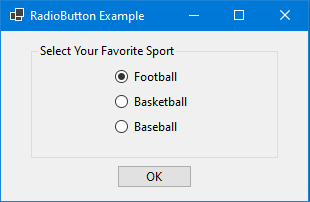 RadioButton Example
Select Your Favorite Sport
Football
Basketball
Baseball
OK